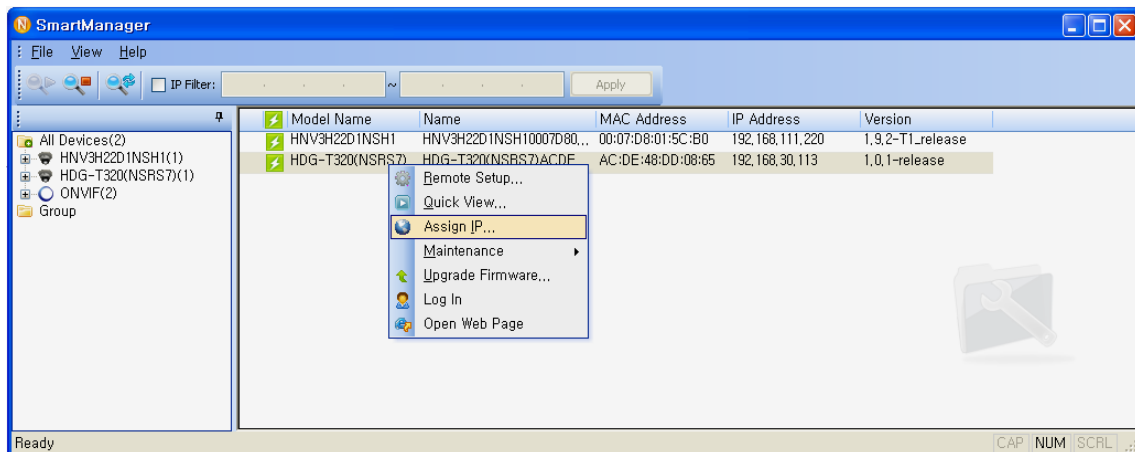 SmartManager
File View Help
IP Filter: . . . ~ . . . Apply
All Devices(2)
HNV3H22D1NSH1(1)
HDG-T320(NSRS7)(1)
ONVIF(2)
Group
Model Name Name MAC Address IP Address Version
HNV3H22D1NSH1 HNV3H22D1NSH10007D80... 00:07:D8:01:5C:B0 192,168,111,220 1,9,2-T1_release
HDG-T320(NSRS7) HDG-T320(NSRS7)ACDE AC:DE:48:DD:08:65 192,168,30,113 1,0,1-release
Remote Setup...
Quick View...
Assign IP...
Maintenance
Upgrade Firmware...
Log In
Open Web Page
Ready CAP NUM SCRL